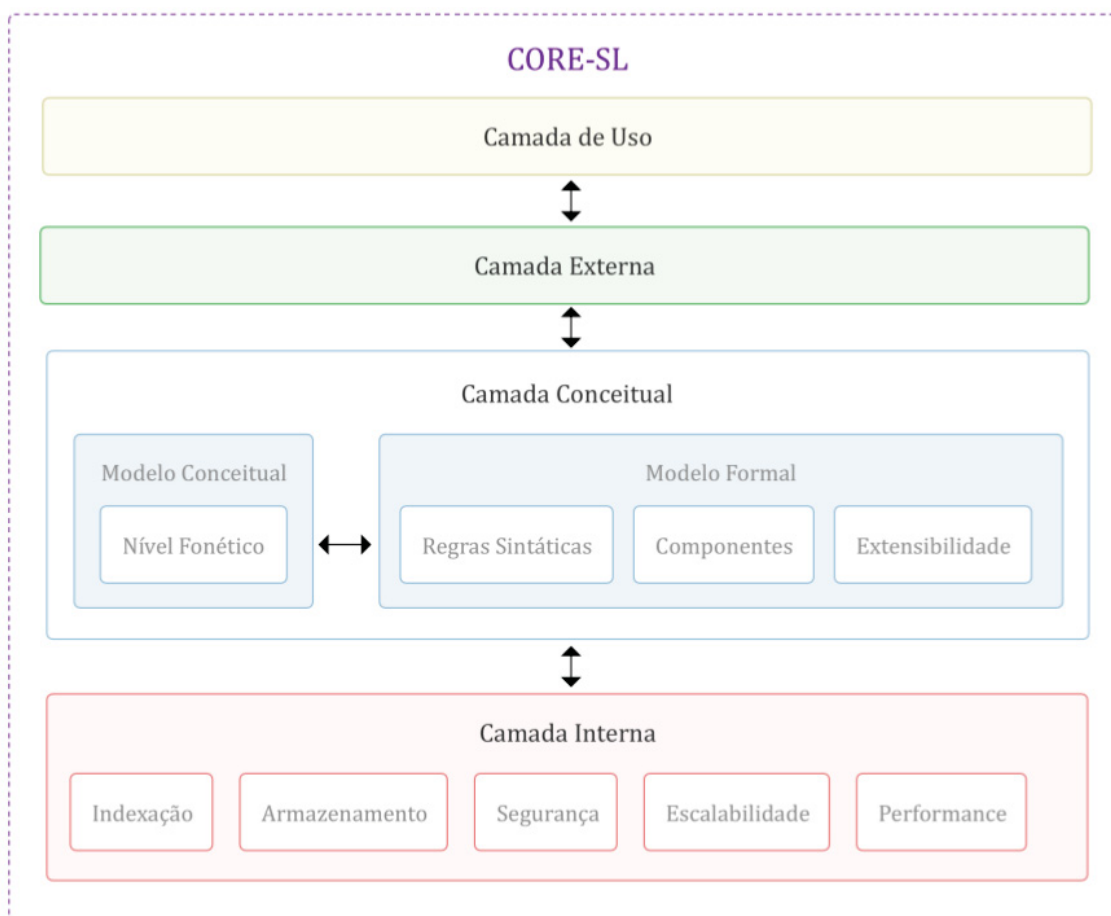 CORE-SL
Camada de Uso
Camada Externa
Camada Conceitual
Modelo Conceitual
Nível Fonético
Modelo Formal
Regras Sintáticas
Componentes
Extensibilidade
Camada Interna
Indexação
Armazenamento
Segurança
Escalabilidade
Performance